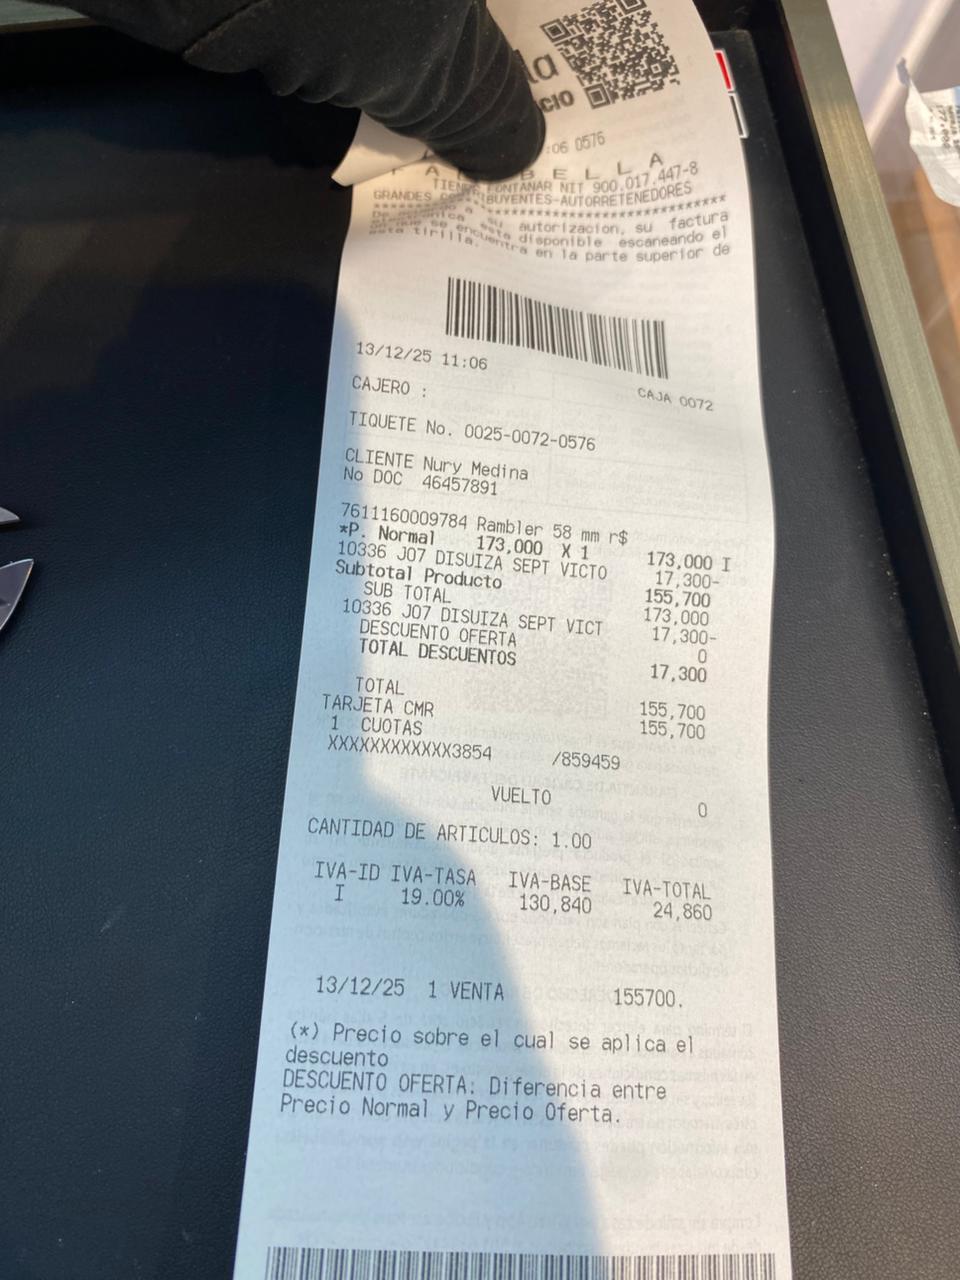 CIO
:06 0576
F A L A B E L L A
TIENDA FONTANAR NIT 900.017.447-8
GRANDES BUYENTES-AUTORRETENEDORES
***************************************
De su autorización, su factura
esta disponible escaneando el
que se encuentra en la parte superior de
esta tirilla.
13/12/25 11:06
CAJERO : CAJA 0072
TIQUETE No. 0025-0072-0576
CLIENTE Nury Medina
No DOC 46457891
7611160009784 Rambler 58 mm r$
*P. Normal 173,000 X 1 173,000 I
10336 J07 DISUIZA SEPT VICTO 17,300-
Subtotal Producto 155,700
SUB TOTAL 173,000
10336 J07 DISUIZA SEPT VICT 17,300-
DESCUENTO OFERTA 0
TOTAL DESCUENTOS 17,300
TOTAL 155,700
TARJETA CMR 155,700
1 CUOTAS
XXXXXXXXXXXX3854 /859459
VUELTO 0
CANTIDAD DE ARTICULOS: 1.00
IVA-ID IVA-TASA IVA-BASE IVA-TOTAL
I 19.00% 130,840 24,860
13/12/25 1 VENTA 155700.
(*) Precio sobre el cual se aplica el
descuento
DESCUENTO OFERTA: Diferencia entre
Precio Normal y Precio Oferta.